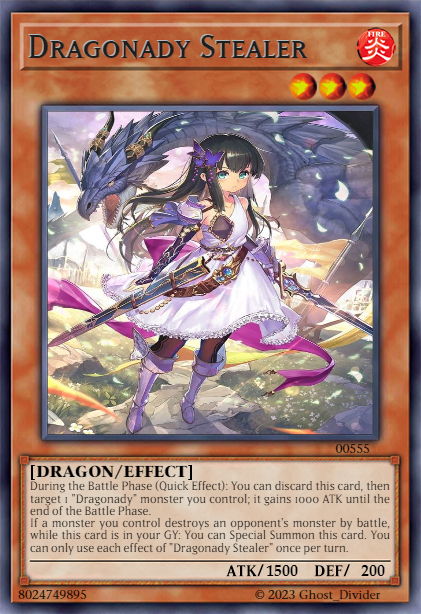 Dragonady Stealer
FIRE
炎
00555
[DRAGON/EFFECT]
During the Battle Phase (Quick Effect): You can discard this card, then
target 1 "Dragonady" monster you control; it gains 1000 ATK until the
end of the Battle Phase.
If a monster you control destroys an opponent's monster by battle,
while this card is in your GY: You can Special Summon this card. You
can only use each effect of "Dragonady Stealer" once per turn.
ATK/1500 DEF/ 200
8024749895 © 2023 Ghost_Divider